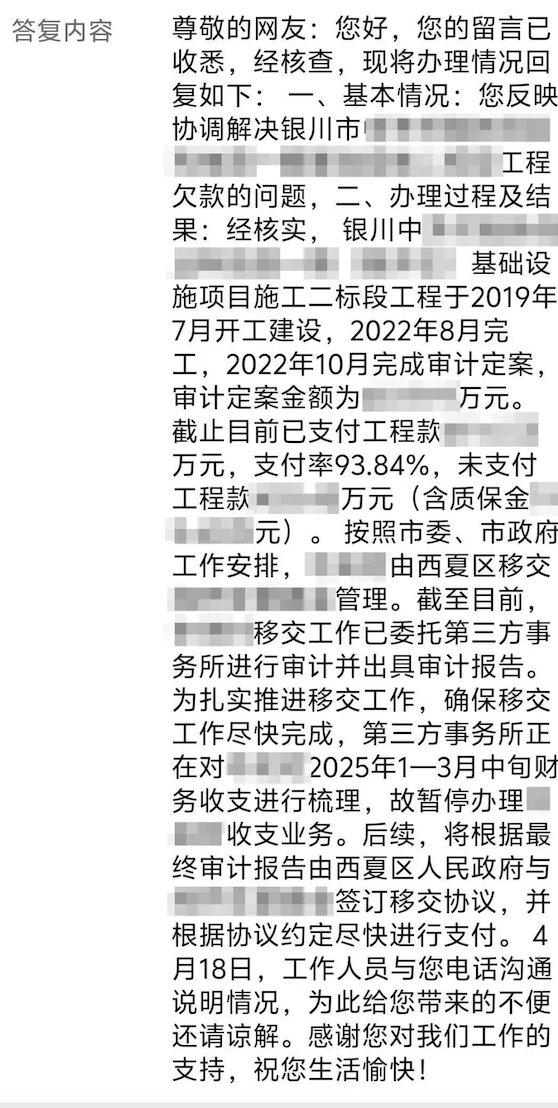 答复内容
尊敬的网友：您好，您的留言已
收悉，经核查，现将办理情况回
复如下： 一、基本情况：您反映
协调解决银川市
工程
欠款的问题，二、办理过程及结
果：经核实， 银川中
基础设
施项目施工二标段工程于2019年
7月开工建设，2022年8月完
工，2022年10月完成审计定案，
审计定案金额为万元。
截止目前已支付工程款
万元，支付率93.84%，未支付
工程款万元（含质保金
元）。 按照市委、市政府
工作安排，由西夏区移交
管理。截至目前，
移交工作已委托第三方事
务所进行审计并出具审计报告。
为扎实推进移交工作，确保移交
工作尽快完成，第三方事务所正
在对2025年1—3月中旬财
务收支进行梳理，故暂停办理
收支业务。后续，将根据最
终审计报告由西夏区人民政府与
签订移交协议，并
根据协议约定尽快进行支付。 4
月18日，工作人员与您电话沟通
说明情况，为此给您带来的不便
还请谅解。感谢您对我们工作的
支持，祝您生活愉快！